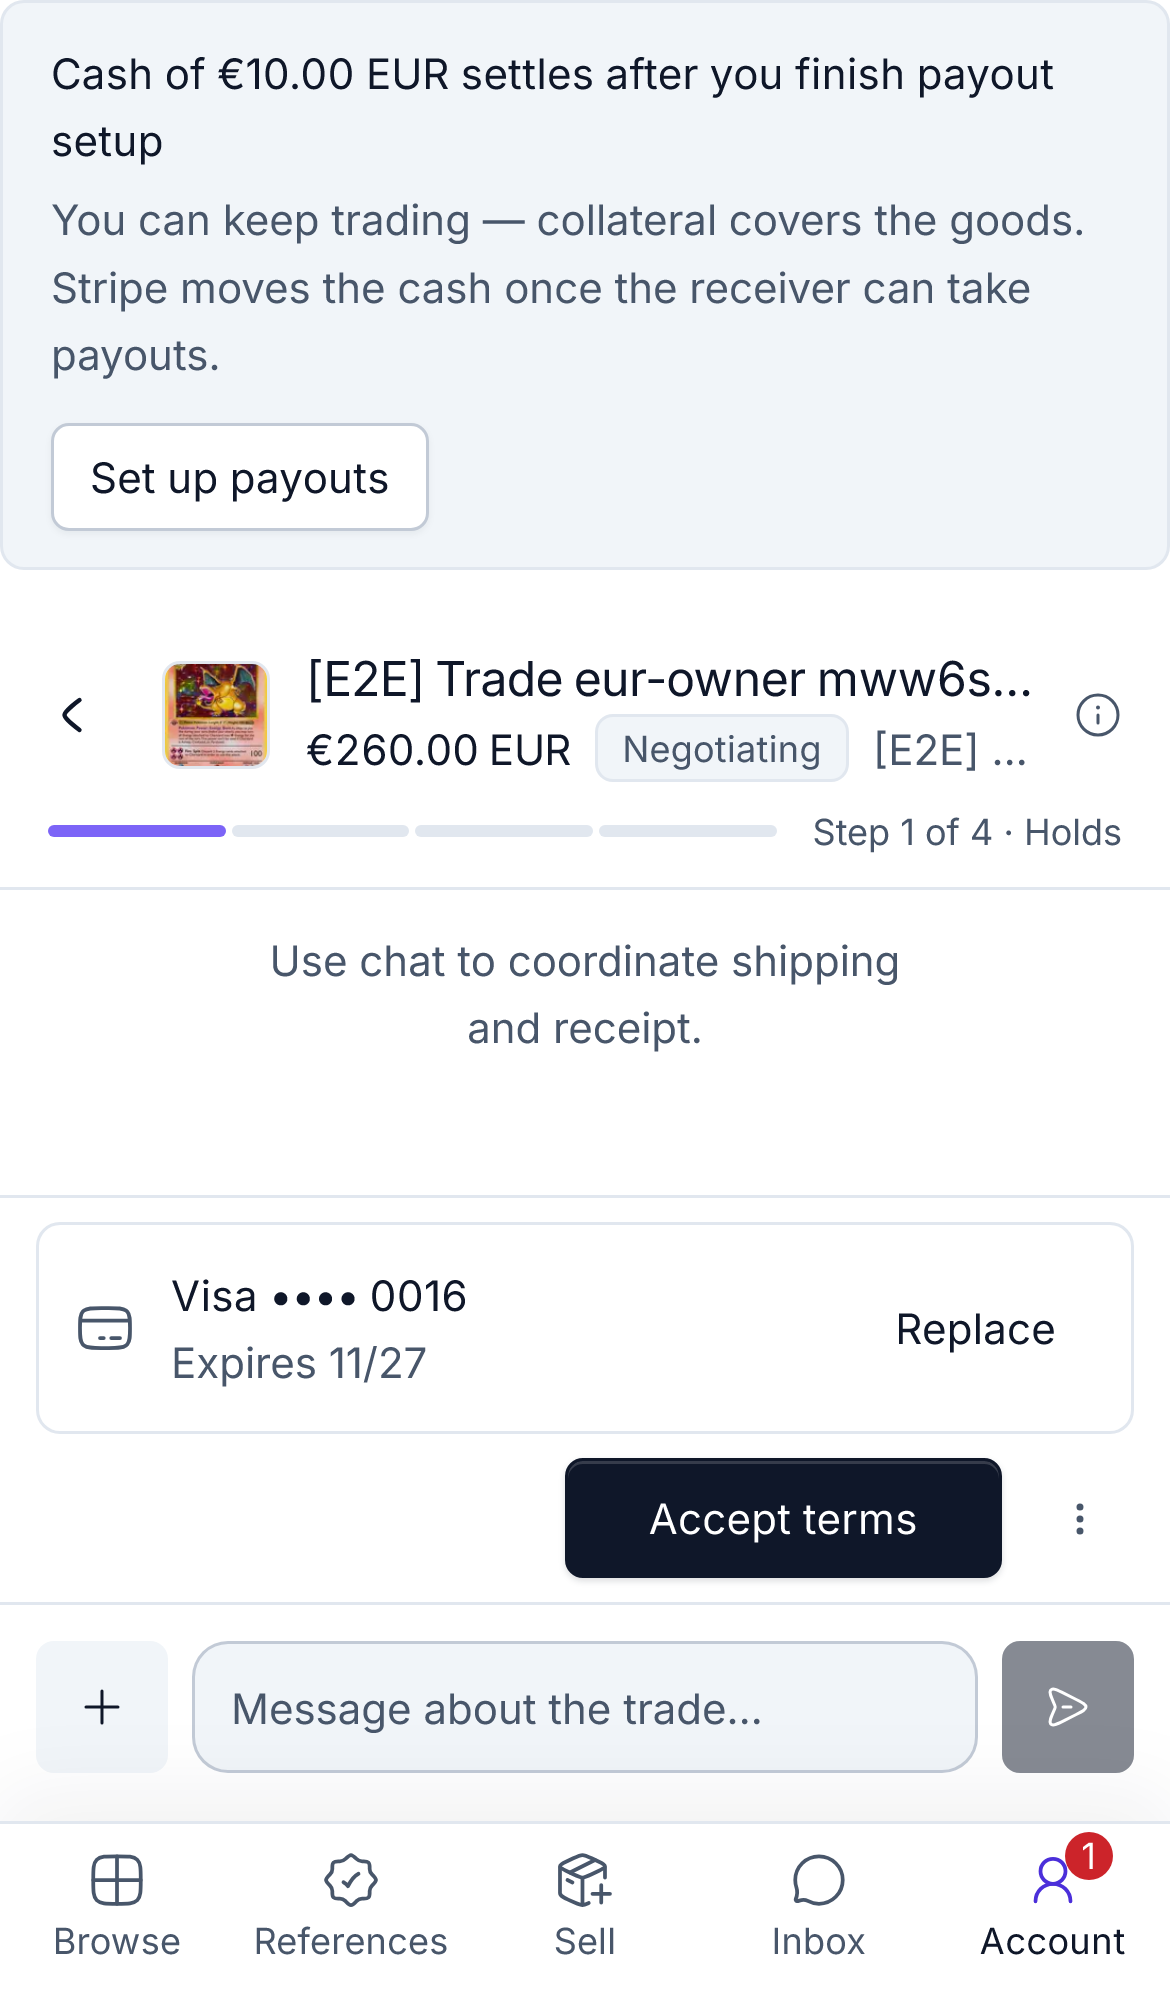 Cash of €10.00 EUR settles after you finish payout
setup
You can keep trading — collateral covers the goods.
Stripe moves the cash once the receiver can take
payouts.
Set up payouts
[E2E] Trade eur-owner mww6s...
€260.00 EUR Negotiating [E2E] ...
Step 1 of 4 · Holds
Use chat to coordinate shipping
and receipt.
Visa •••• 0016
Expires 11/27
Replace
Accept terms
Message about the trade...
1
Browse References Sell Inbox Account